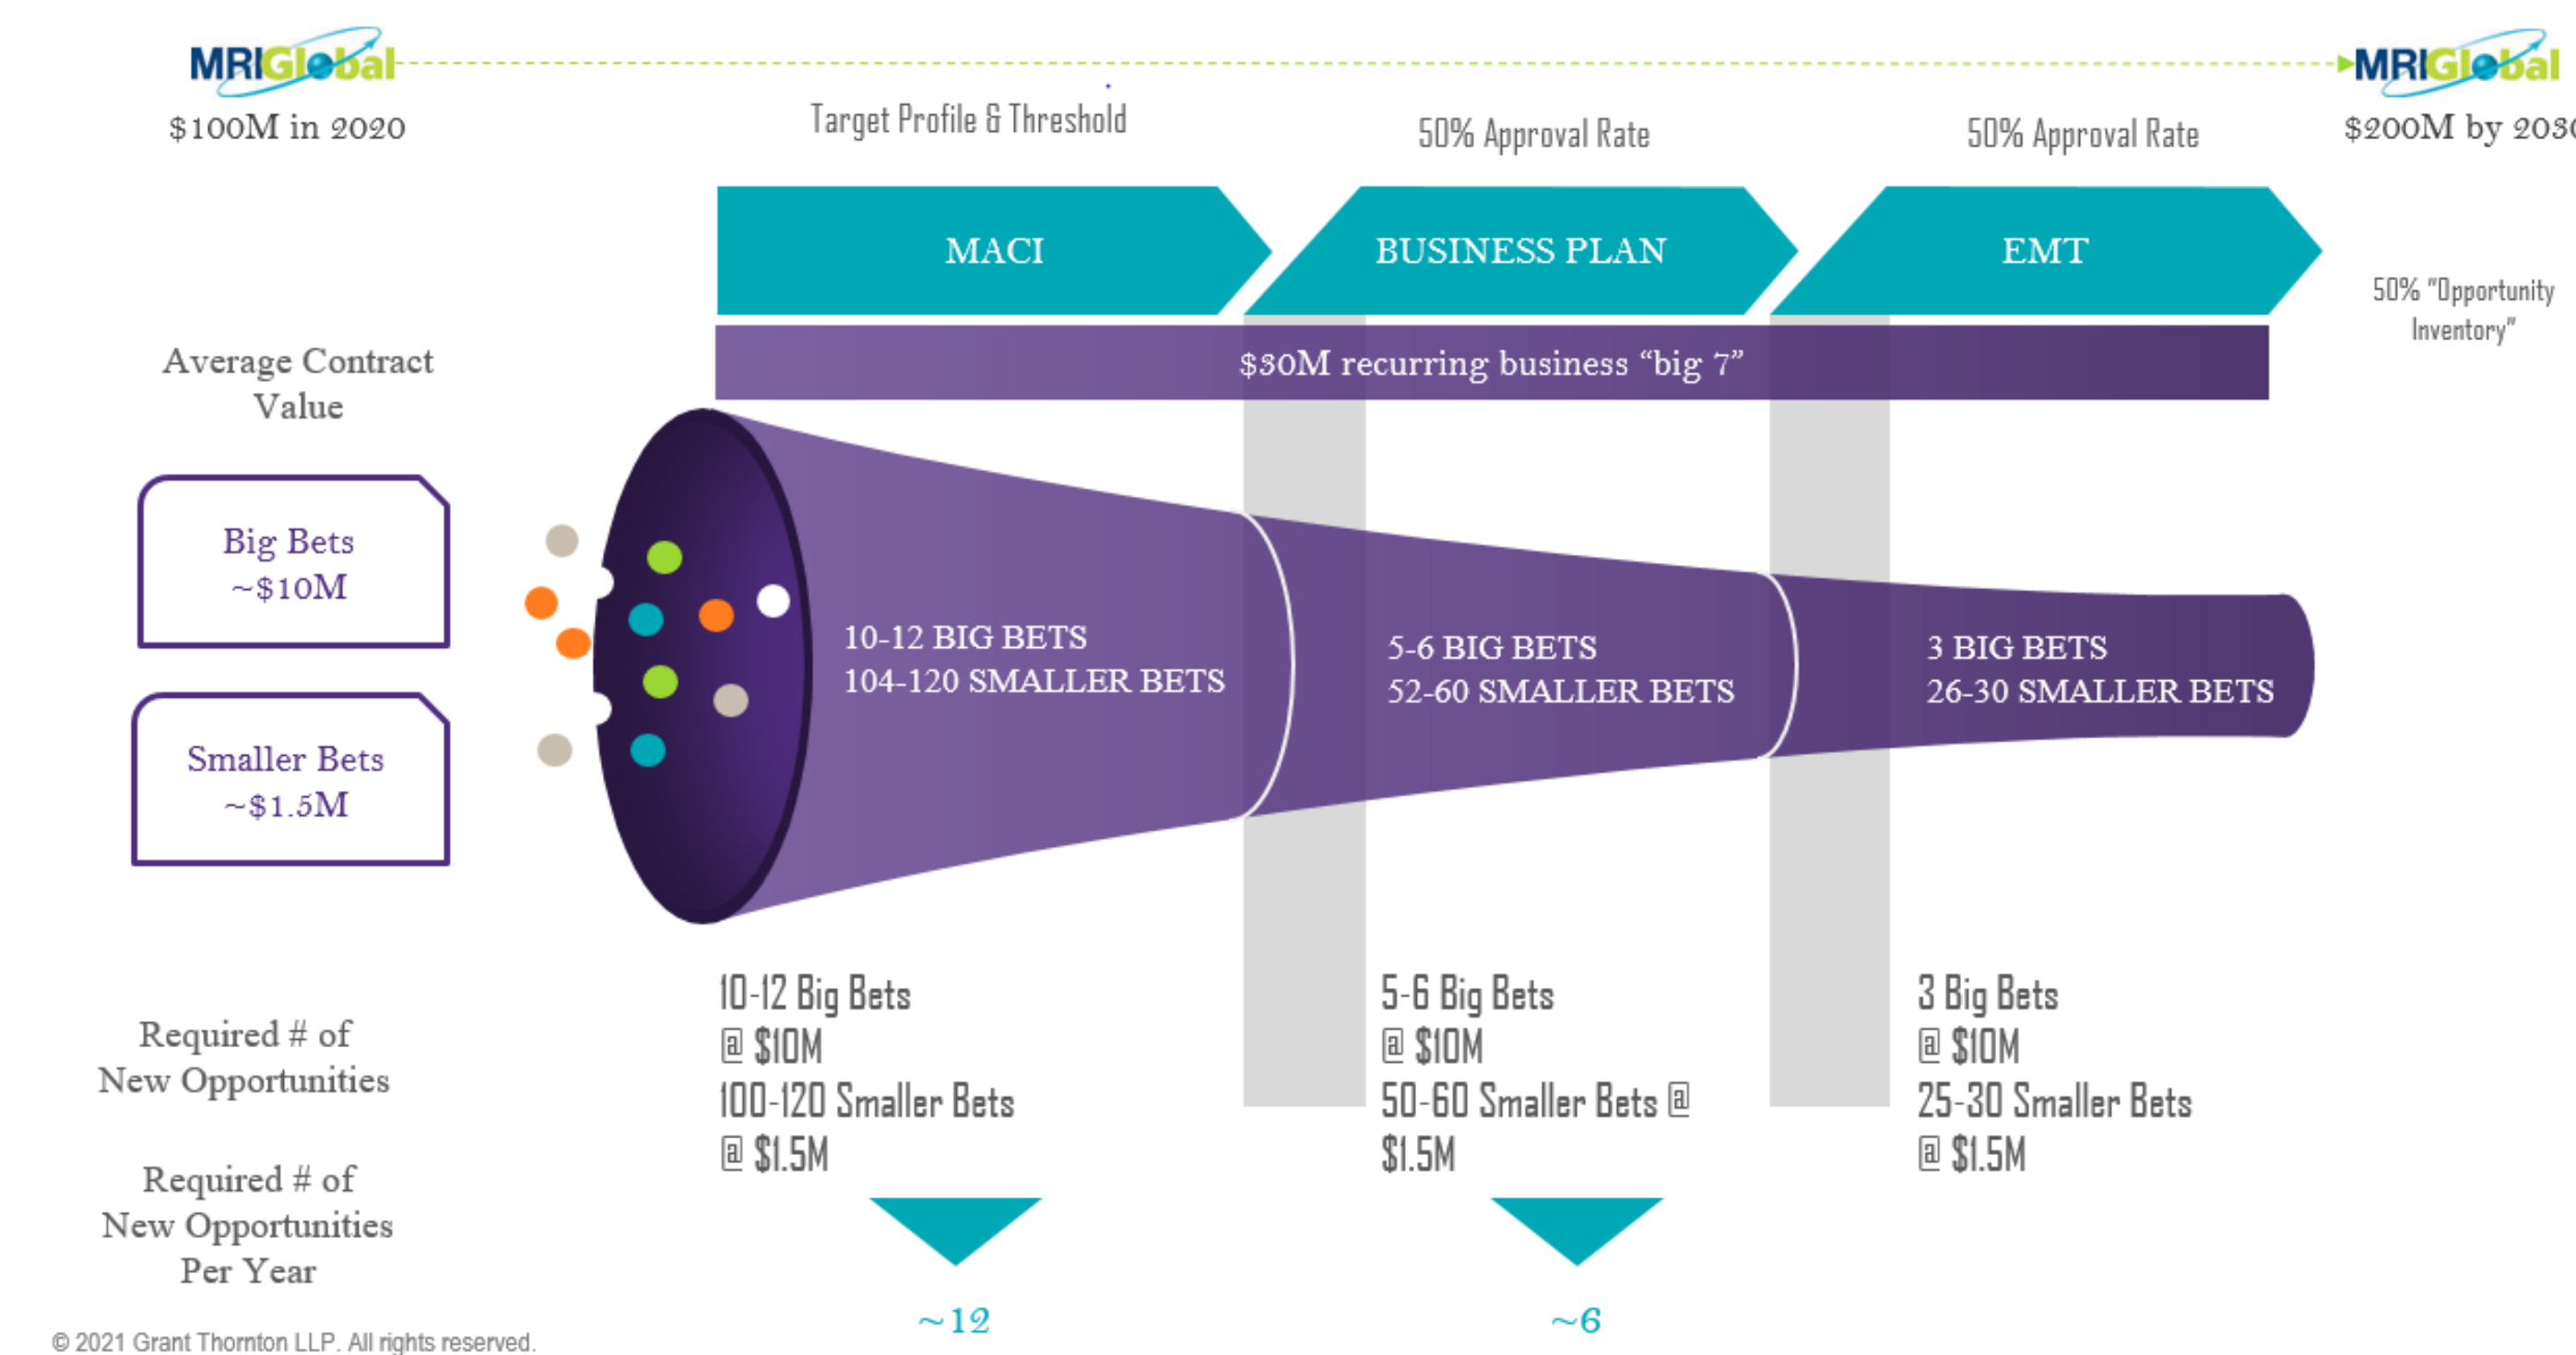 MRIGlobal
MRIGlobal
$100M in 2020
Target Profile & Threshold
50% Approval Rate
50% Approval Rate
$200M by 2030
MACI
BUSINESS PLAN
EMT
50% "Opportunity
Inventory"
$30M recurring business “big 7”
Average Contract
Value
Big Bets
~$10M
Smaller Bets
~$1.5M
10-12 BIG BETS
104-120 SMALLER BETS
5-6 BIG BETS
52-60 SMALLER BETS
3 BIG BETS
26-30 SMALLER BETS
Required # of
New Opportunities
10-12 Big Bets
@ $10M
100-120 Smaller Bets
@ $1.5M
5-6 Big Bets
@ $10M
50-60 Smaller Bets @
$1.5M
3 Big Bets
@ $10M
25-30 Smaller Bets
@ $1.5M
Required # of
New Opportunities
Per Year
~12
~6
© 2021 Grant Thornton LLP. All rights reserved.